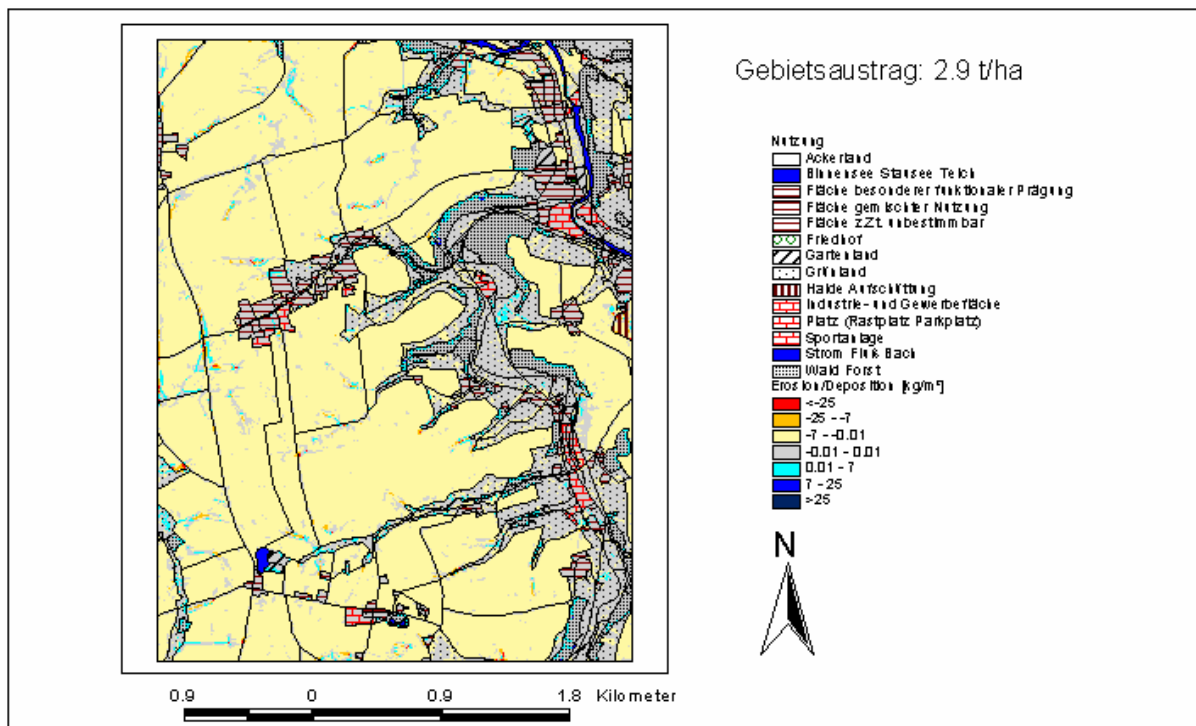 Gebietsaustrag: 2.9 t/ha
Nutzung
Ackerland
Binnensee Stausee Teich
Fläche besonderer funktionaler Prägung
Fläche gemischter Nutzung
Fläche z.Zt. unbestimmbar
Friedhof
Gartenland
Grünland
Halde Aufschüttung
Industrie- und Gewerbefläche
Platz (Rastplatz Parkplatz)
Sportanlage
Strom Fluß Bach
Wald Forst
Erosion/Deposition [kg/m²]
<-25
-25 - -7
-7 - -0.01
-0.01 - 0.01
0.01 - 7
7 - 25
>25
N
0.9 0 0.9 1.8 Kilometer